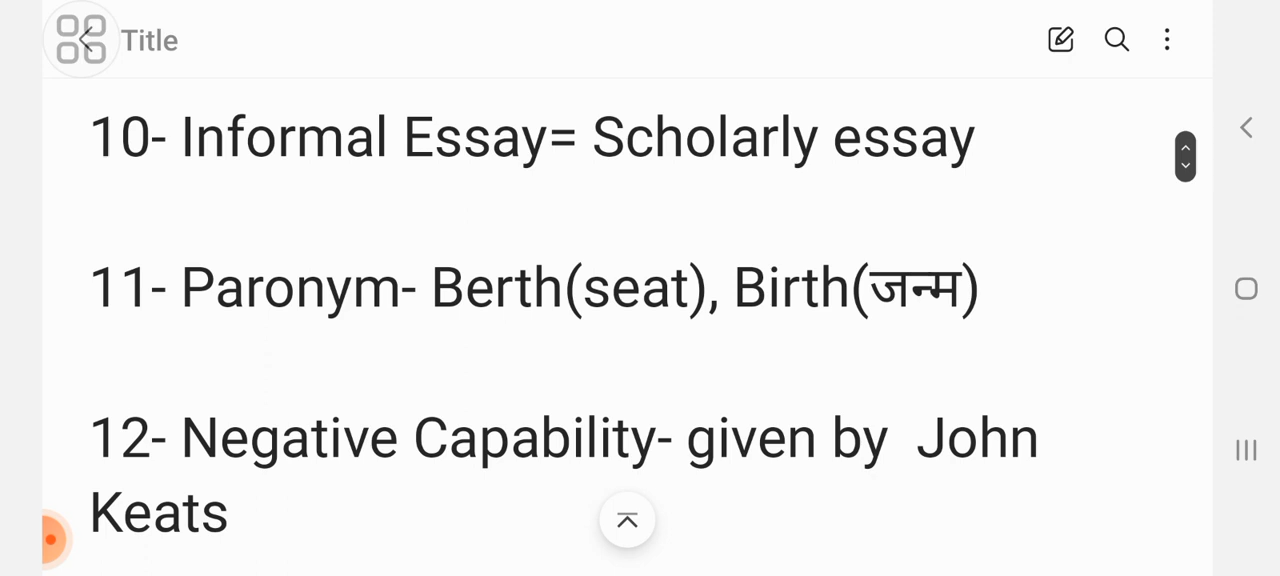 Title
10- Informal Essay= Scholarly essay
11- Paronym- Berth(seat), Birth(जन्म)
12- Negative Capability- given by  John
Keats